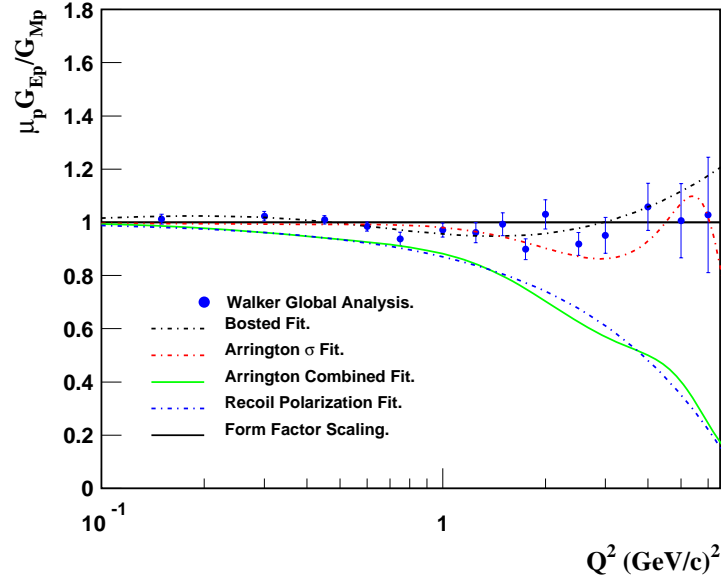 μpGEp/GMp
1.8
1.6
1.4
1.2
1
0.8
0.6
0.4
0.2
0
Walker Global Analysis.
Bosted Fit.
Arrington σ Fit.
Arrington Combined Fit.
Recoil Polarization Fit.
Form Factor Scaling.
10 -1
1
Q2 (GeV/c)2